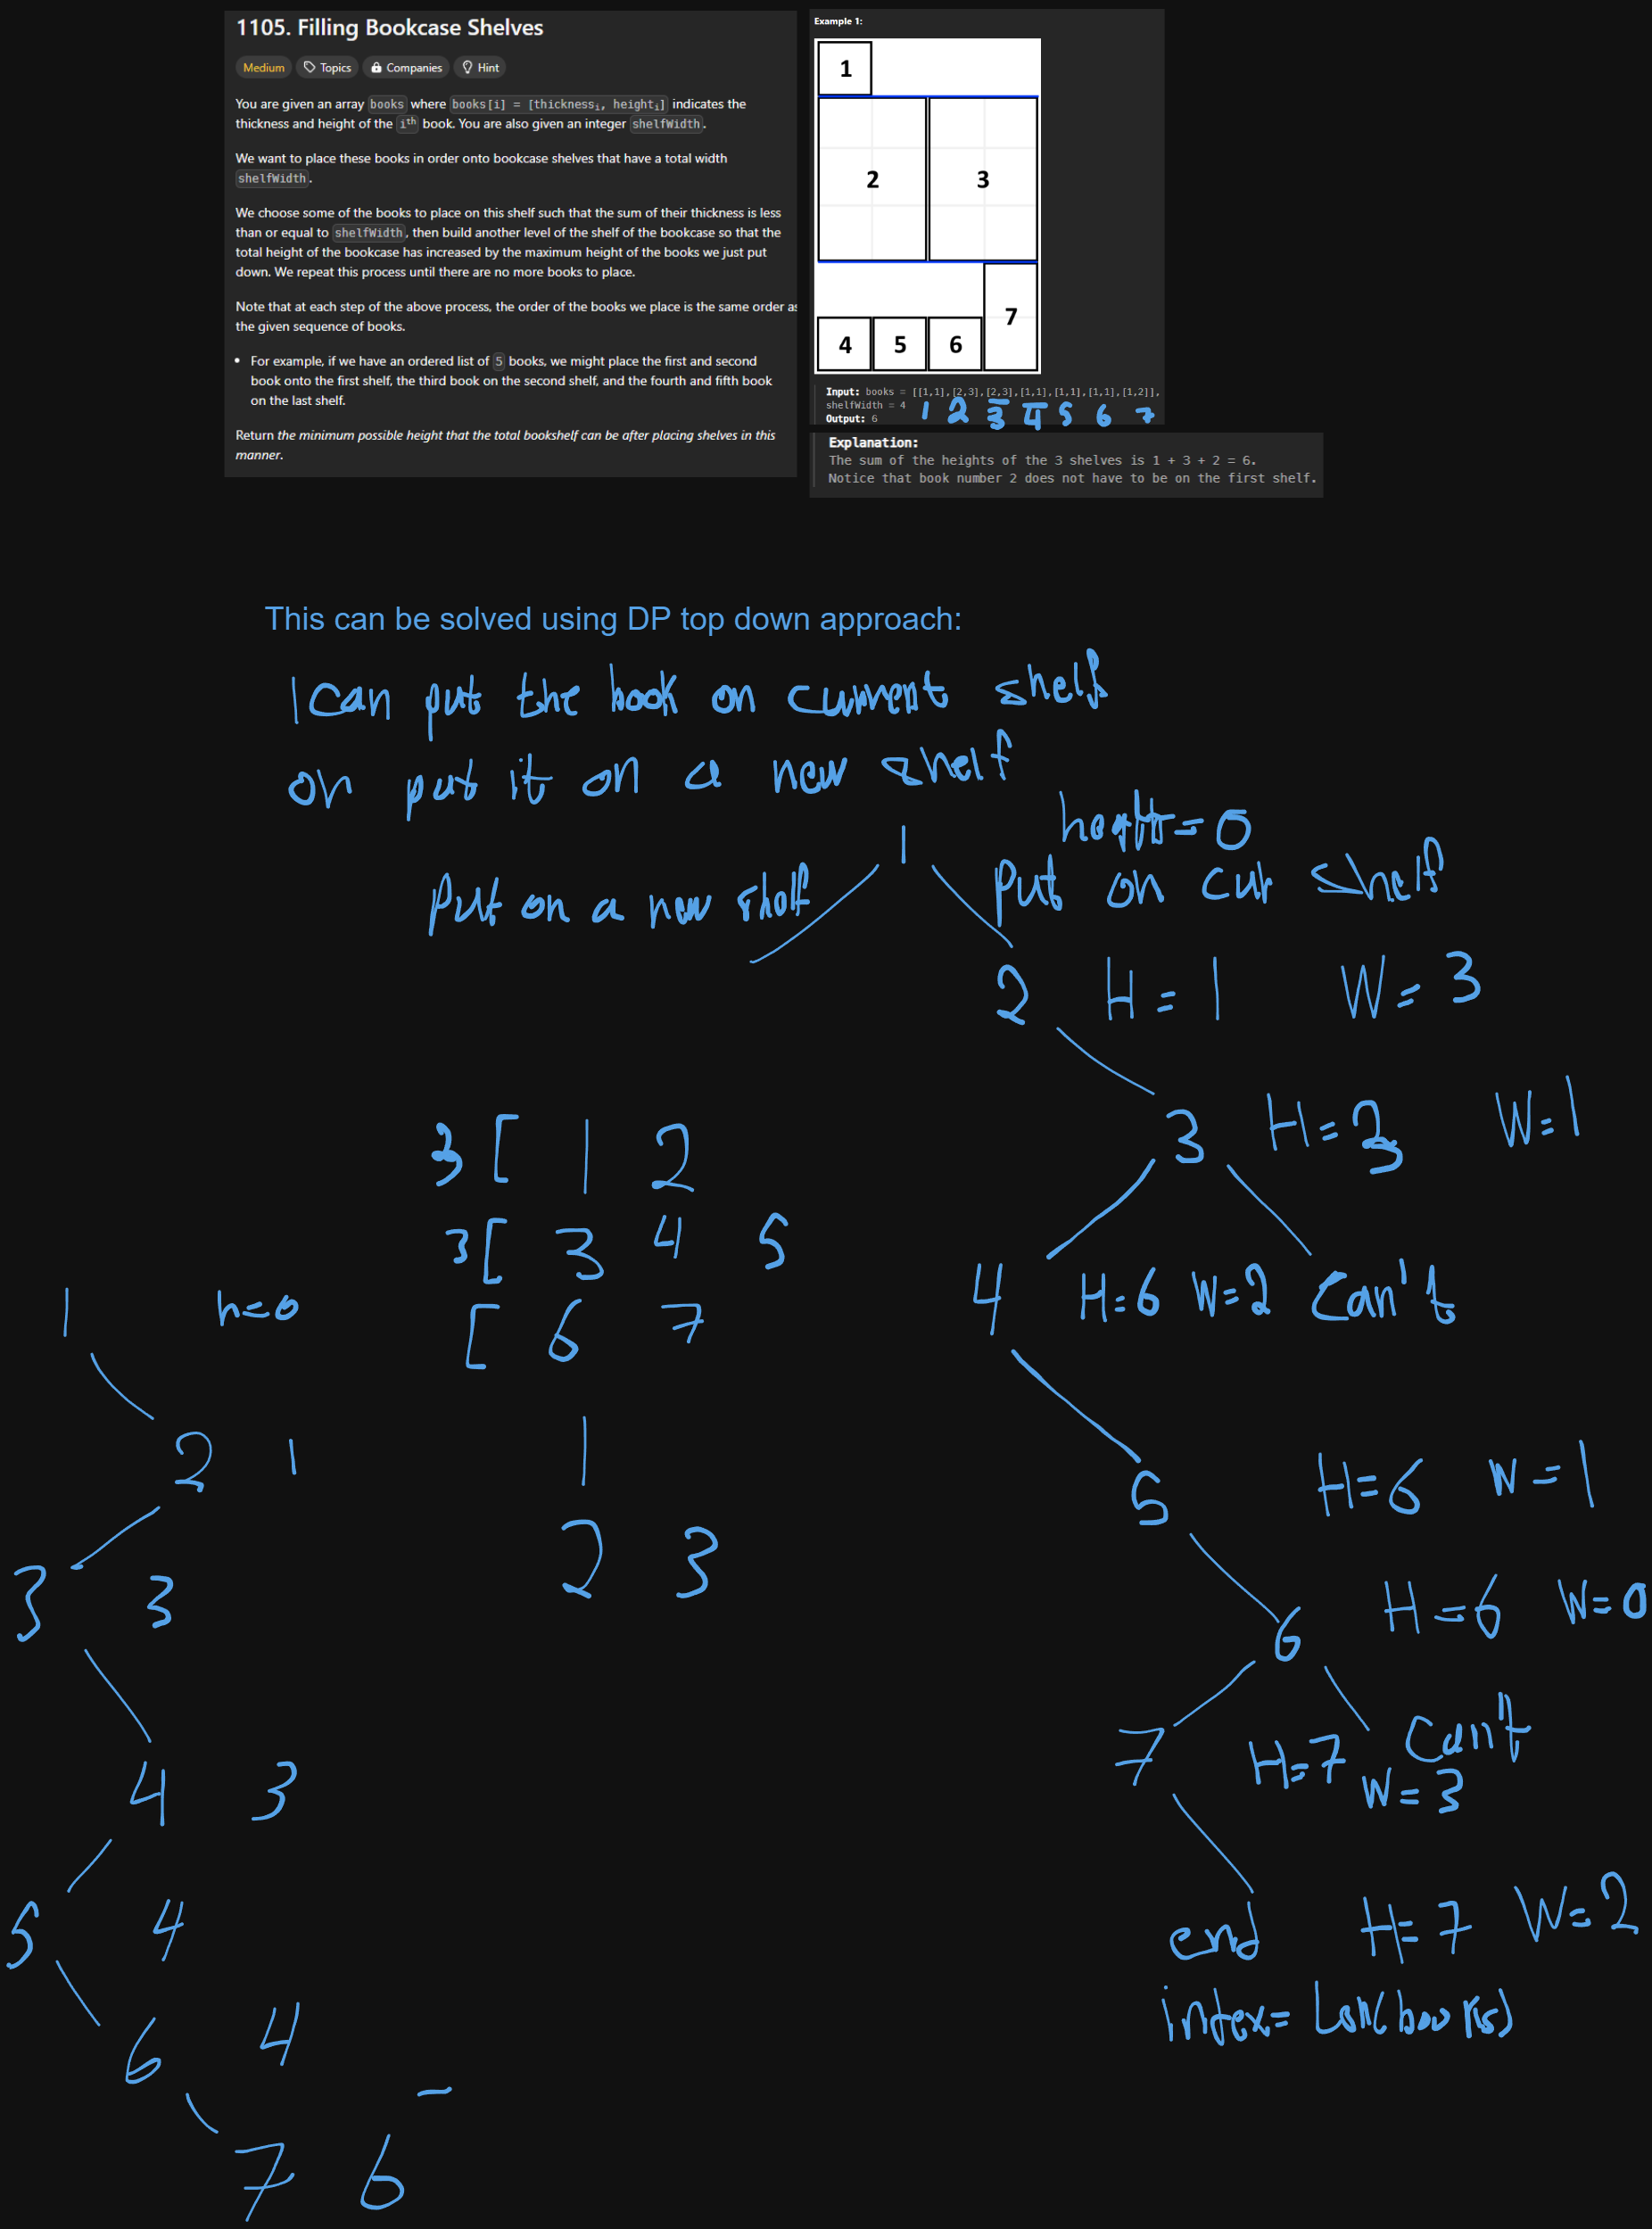 1105. Filling Bookcase Shelves
Medium Topics Companies Hint
You are given an array books where books[i] = [thicknessᵢ, heightᵢ] indicates the
thickness and height of the iᵗʰ book. You are also given an integer shelfWidth.
We want to place these books in order onto bookcase shelves that have a total width
shelfWidth.
We choose some of the books to place on this shelf such that the sum of their thickness is less
than or equal to shelfWidth, then build another level of the shelf of the bookcase so that the
total height of the bookcase has increased by the maximum height of the books we just put
down. We repeat this process until there are no more books to place.
Note that at each step of the above process, the order of the books we place is the same order as
the given sequence of books.
• For example, if we have an ordered list of 5 books, we might place the first and second
book onto the first shelf, the third book on the second shelf, and the fourth and fifth book
on the last shelf.
Return the minimum possible height that the total bookshelf can be after placing shelves in this
manner.
Example 1:
1
2 3
7
4 5 6
Input: books = [[1,1],[2,3],[2,3],[1,1],[1,1],[1,1],[1,2]],
shelfWidth = 4
1 2 3 4 5 6 7
Output: 6
Explanation:
The sum of the heights of the 3 shelves is 1 + 3 + 2 = 6.
Notice that book number 2 does not have to be on the first shelf.
This can be solved using DP top down approach:
I can put the book on current shelf
or put it on a new shelf
1 = 0
Put on a new shelf Put on cur shelf
2 H = 1 W = 3
3 H = 3 W = 1
4 H = 6 W = 2 Can't
5 H = 6 W = 1
6 H = 6 W = 0
7 H = 7 W = 3 Can't
end H = 7 W = 2
index = Len(books)
3 [ 1 2
3 [ 3 4 5
[ 6 7
1
2 3
1 h = 0
2 1
3 3
4 3
5 4
6 4
7 6